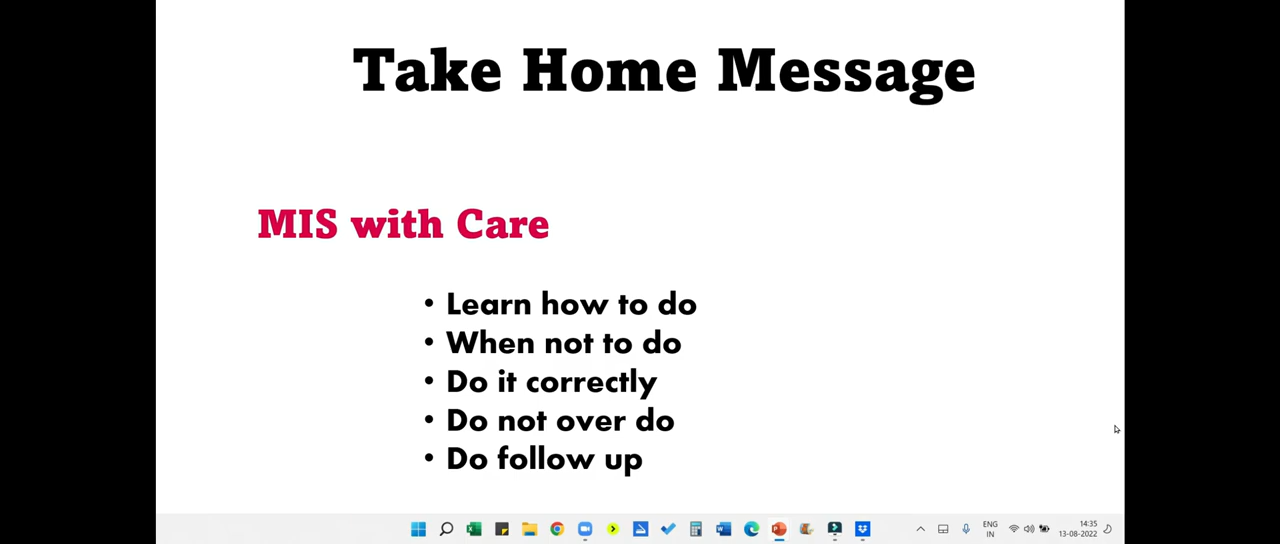 Take Home Message
MIS with Care
• Learn how to do
• When not to do
• Do it correctly
• Do not over do
• Do follow up
ENG
IN
14:35
13-08-2022